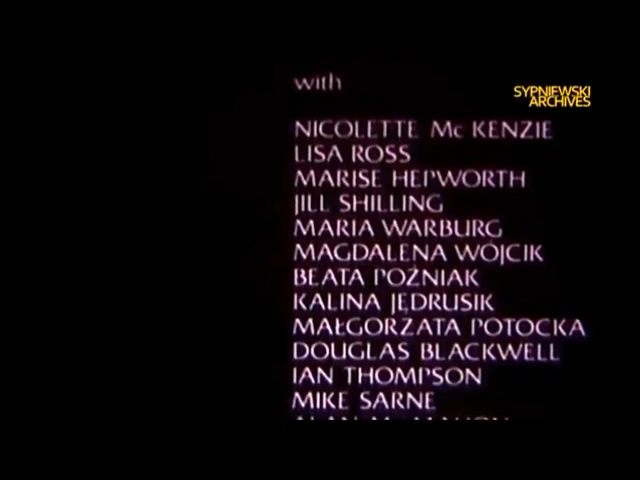 with
SYPNIEWSKI
ARCHIVES
NICOLETTE Mc KENZIE
LISA ROSS
MARISE HEPWORTH
JILL SHILLING
MARIA WARBURG
MAGDALENA WÓJCIK
BEATA POŹNIAK
KALINA JĘDRUSIK
MAŁGORZATA POTOCKA
DOUGLAS BLACKWELL
IAN THOMPSON
MIKE SARNE